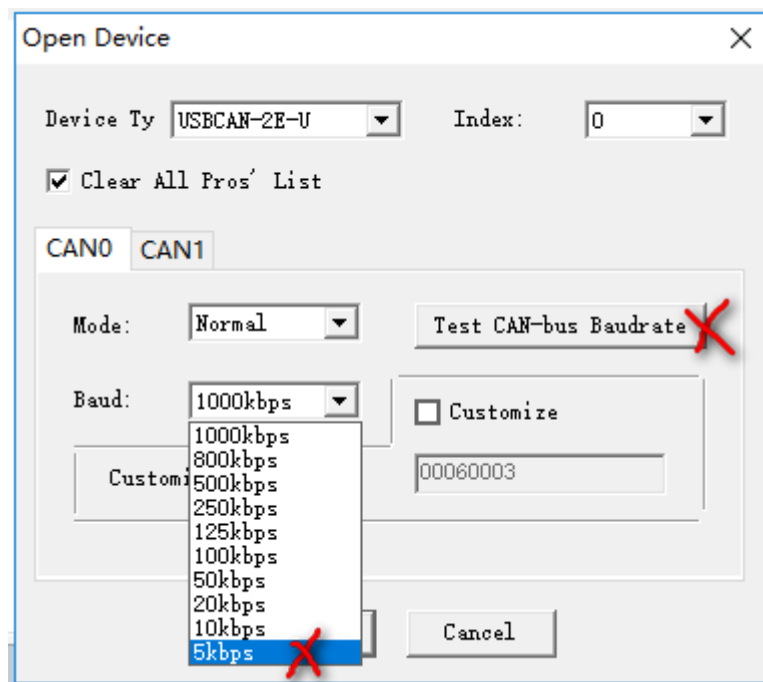 Open Device
Device Ty USBCAN-2E-U Index: 0
Clear All Pros' List
CAN0 CAN1
Mode: Normal Test CAN-bus Baudrate
Baud: 1000kbps Customize
1000kbps
800kbps
Customi 500kbps 00060003
250kbps
125kbps
100kbps
50kbps
20kbps
10kbps Cancel
5kbps